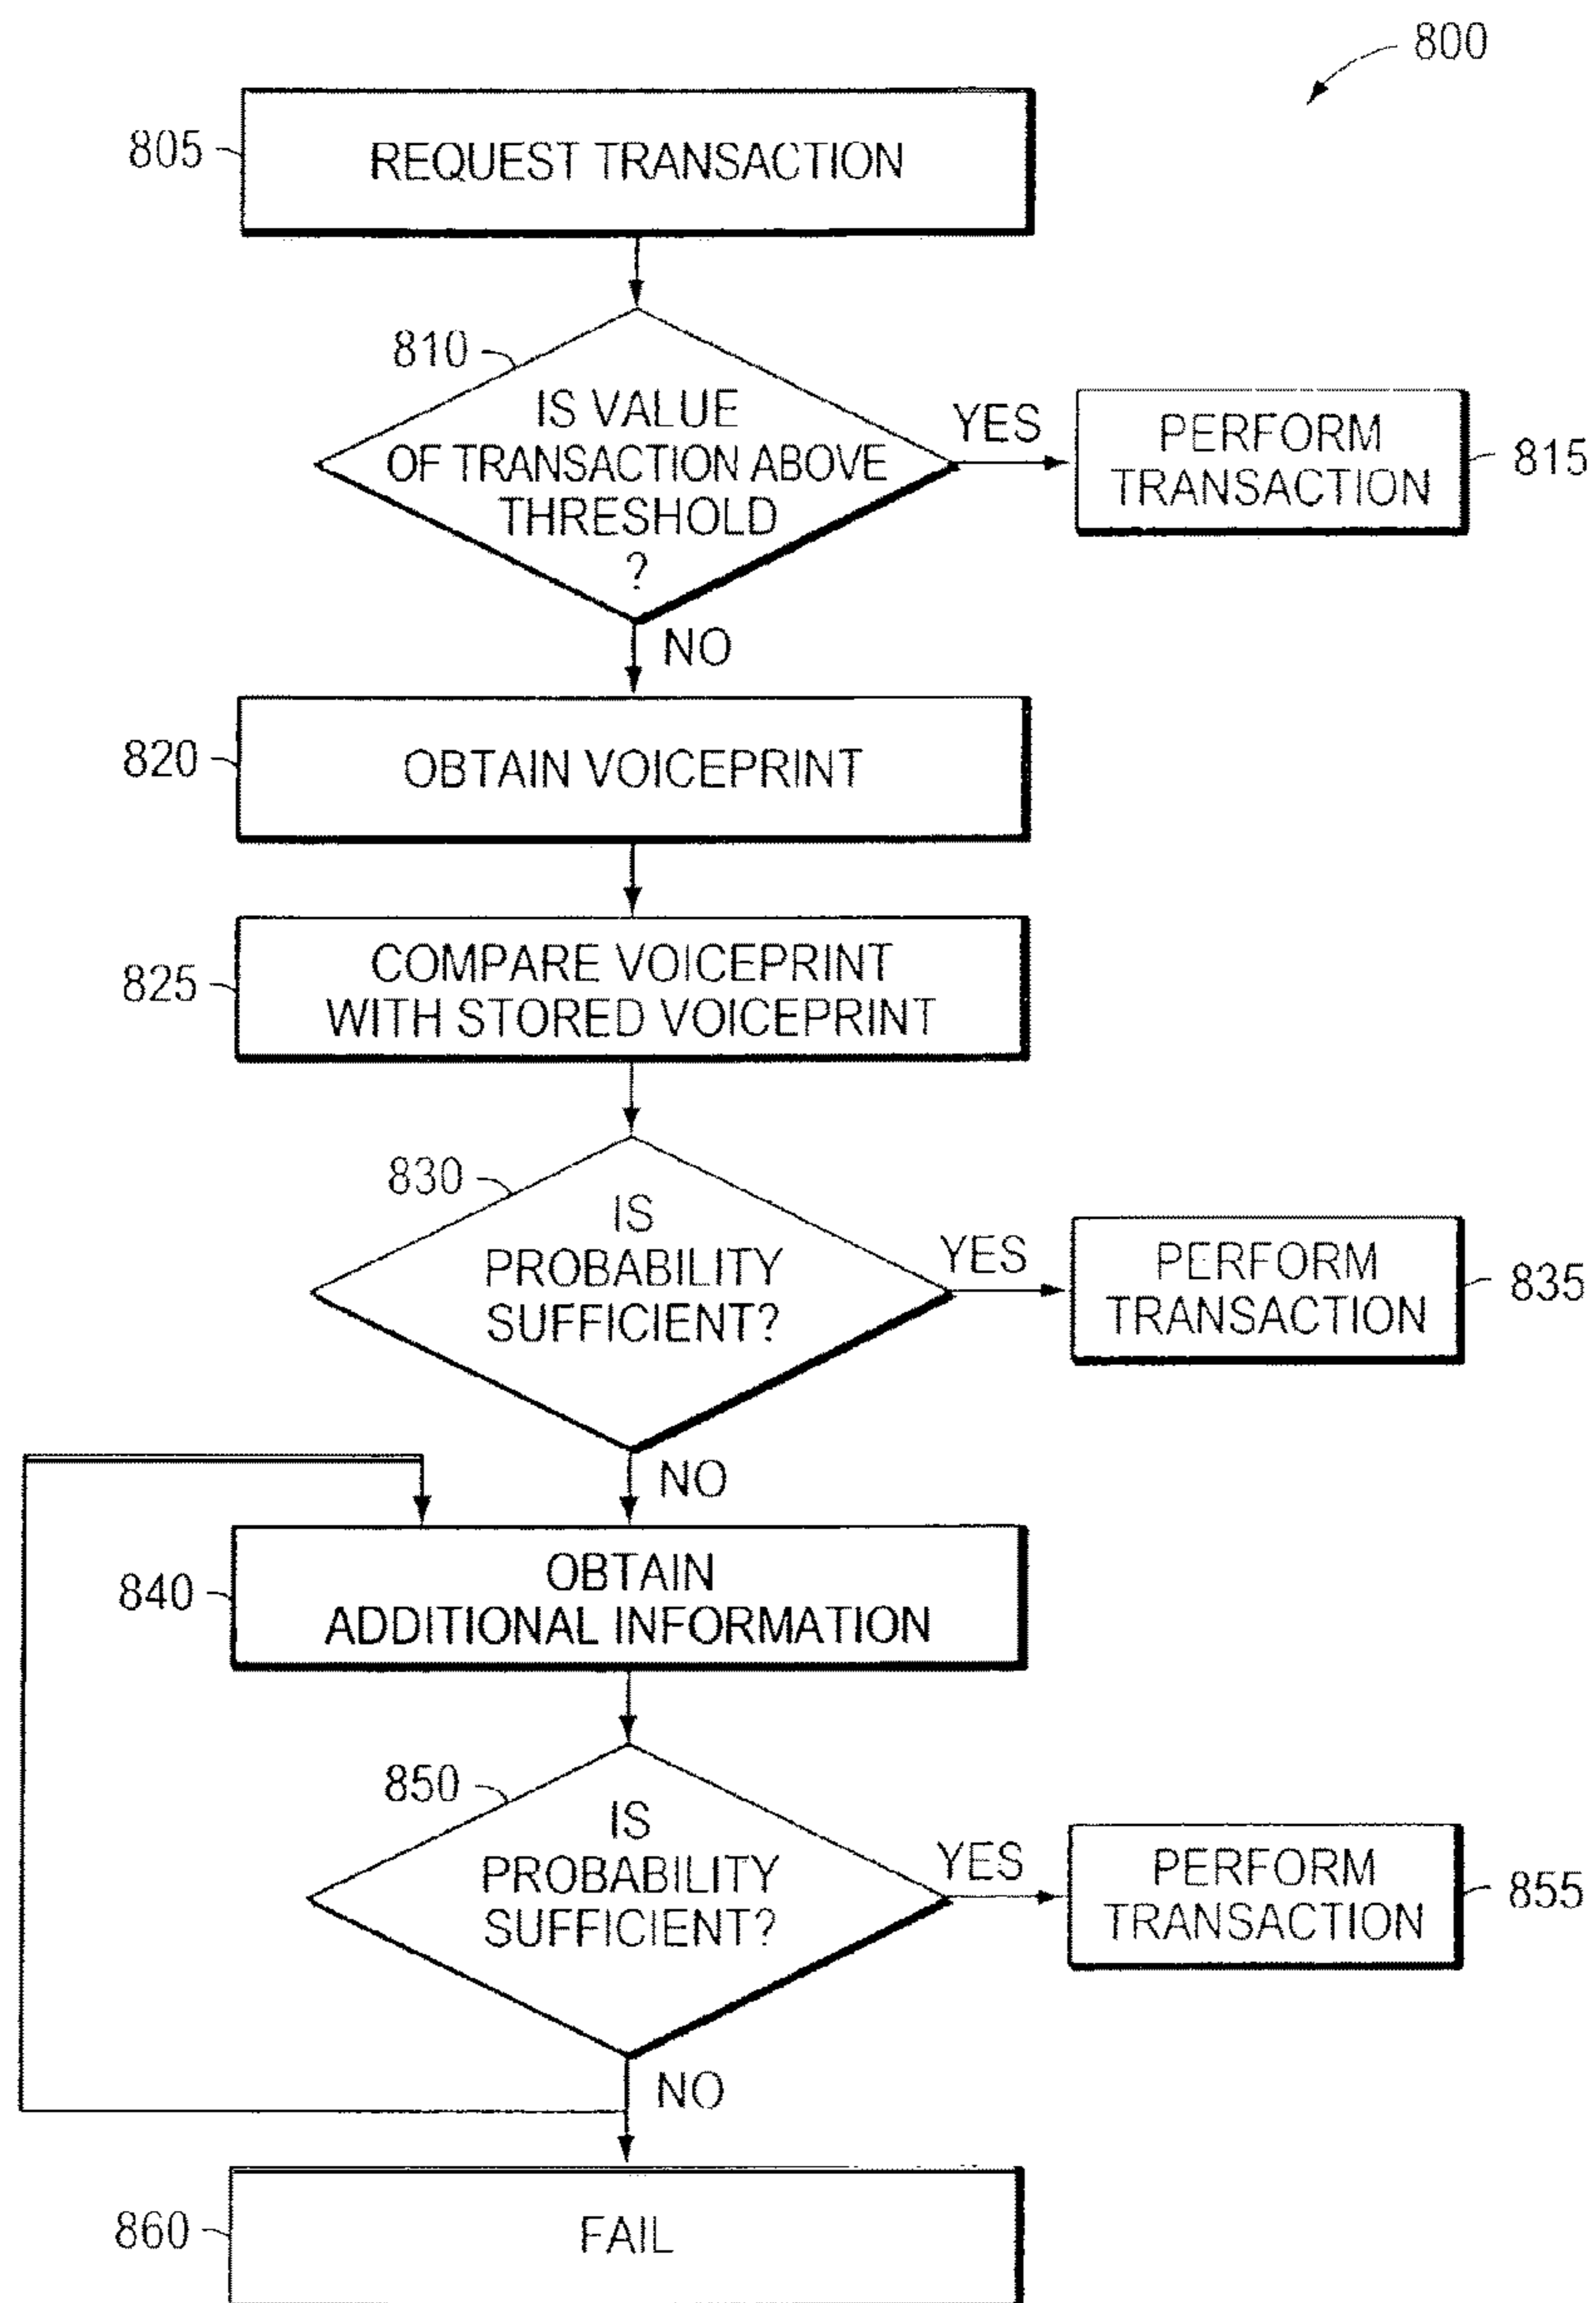 800
805
REQUEST TRANSACTION
810
IS VALUE
OF TRANSACTION ABOVE
THRESHOLD
?
YES
PERFORM
TRANSACTION
815
NO
820
OBTAIN VOICEPRINT
825
COMPARE VOICEPRINT
WITH STORED VOICEPRINT
830
IS
PROBABILITY
SUFFICIENT?
YES
PERFORM
TRANSACTION
835
NO
840
OBTAIN
ADDITIONAL INFORMATION
850
IS
PROBABILITY
SUFFICIENT?
YES
PERFORM
TRANSACTION
855
NO
860
FAIL